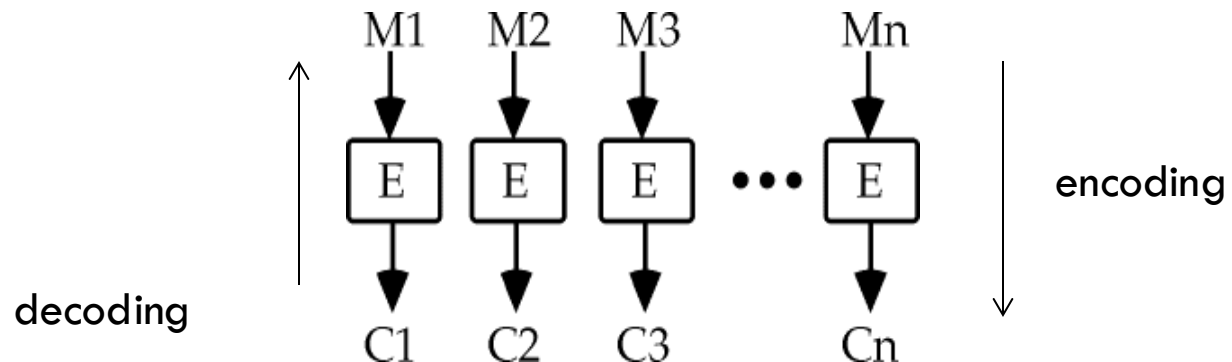 M1 M2 M3 Mn
E E E ••• E
encoding
decoding
C1 C2 C3 Cn